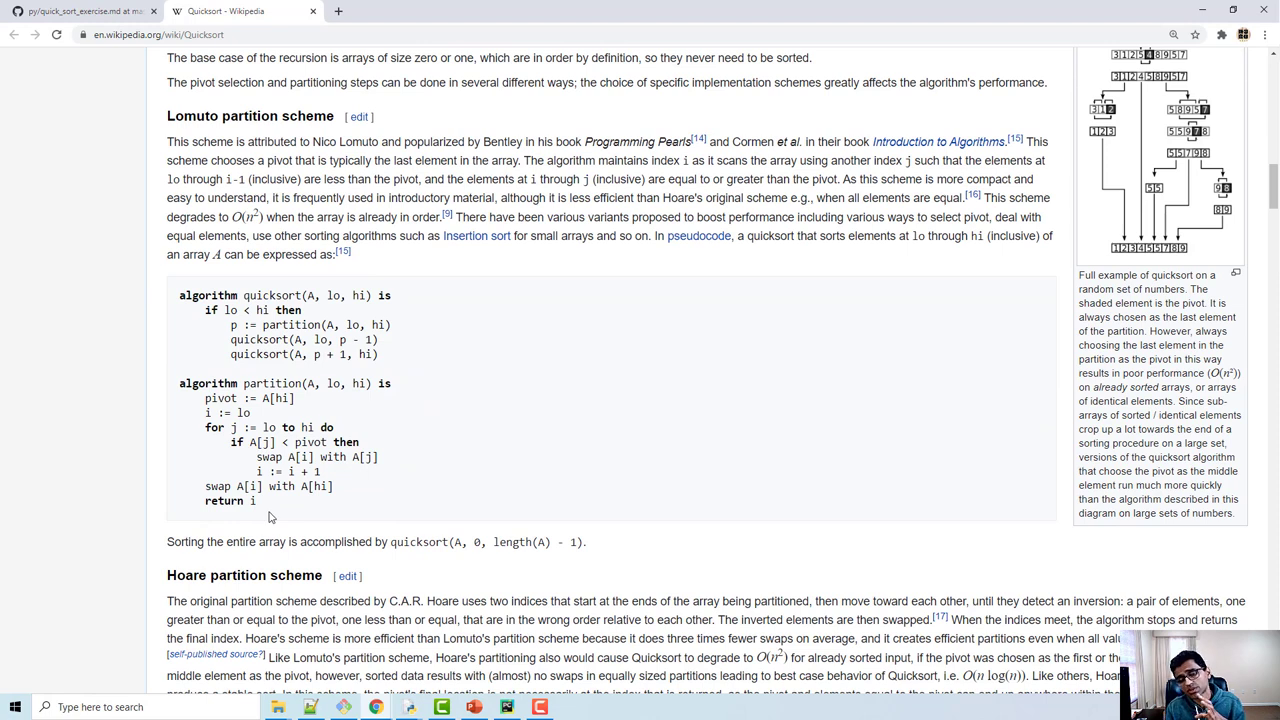 py/quick_sort_exercise.md at ma
Quicksort - Wikipedia
en.wikipedia.org/wiki/Quicksort
The base case of the recursion is arrays of size zero or one, which are in order by definition, so they never need to be sorted.
The pivot selection and partitioning steps can be done in several different ways; the choice of specific implementation schemes greatly affects the algorithm's performance.
Lomuto partition scheme [ edit ]
This scheme is attributed to Nico Lomuto and popularized by Bentley in his book Programming Pearls[14] and Cormen et al. in their book Introduction to Algorithms.[15] This
scheme chooses a pivot that is typically the last element in the array. The algorithm maintains index i as it scans the array using another index j such that the elements at
lo through i-1 (inclusive) are less than the pivot, and the elements at i through j (inclusive) are equal to or greater than the pivot. As this scheme is more compact and
easy to understand, it is frequently used in introductory material, although it is less efficient than Hoare's original scheme e.g., when all elements are equal.[16] This scheme
degrades to O(n²) when the array is already in order.[9] There have been various variants proposed to boost performance including various ways to select pivot, deal with
equal elements, use other sorting algorithms such as Insertion sort for small arrays and so on. In pseudocode, a quicksort that sorts elements at lo through hi (inclusive) of
an array A can be expressed as:[15]
algorithm quicksort(A, lo, hi) is
if lo < hi then
p := partition(A, lo, hi)
quicksort(A, lo, p - 1)
quicksort(A, p + 1, hi)
algorithm partition(A, lo, hi) is
pivot := A[hi]
i := lo
for j := lo to hi do
if A[j] < pivot then
swap A[i] with A[j]
i := i + 1
swap A[i] with A[hi]
return i
Sorting the entire array is accomplished by quicksort(A, 0, length(A) - 1).
Hoare partition scheme [ edit ]
The original partition scheme described by C.A.R. Hoare uses two indices that start at the ends of the array being partitioned, then move toward each other, until they detect an inversion: a pair of elements, one
greater than or equal to the pivot, one less than or equal, that are in the wrong order relative to each other. The inverted elements are then swapped.[17] When the indices meet, the algorithm stops and returns
the final index. Hoare's scheme is more efficient than Lomuto's partition scheme because it does three times fewer swaps on average, and it creates efficient partitions even when all valu
[self-published source?] Like Lomuto's partition scheme, Hoare's partitioning also would cause Quicksort to degrade to O(n²) for already sorted input, if the pivot was chosen as the first or the
middle element as the pivot, however, sorted data results with (almost) no swaps in equally sized partitions leading to best case behavior of Quicksort, i.e. O(n log(n)). Like others, Hoar
3 1 2 5 4 8 9 5 7
3 1 2 4 5 8 9 5 7
3 1 2 5 8 9 5 7
1 2 3 5 5 9 7 8
5 5 7 9 8
5 5 9 8
8 9
1 2 3 4 5 5 7 8 9
Full example of quicksort on a
random set of numbers. The
shaded element is the pivot. It is
always chosen as the last element
of the partition. However, always
choosing the last element in the
partition as the pivot in this way
results in poor performance (O(n²))
on already sorted arrays, or arrays
of identical elements. Since sub-
arrays of sorted / identical elements
crop up a lot towards the end of a
sorting procedure on a large set,
versions of the quicksort algorithm
that choose the pivot as the middle
element run much more quickly
than the algorithm described in this
diagram on large sets of numbers.
Type here to search